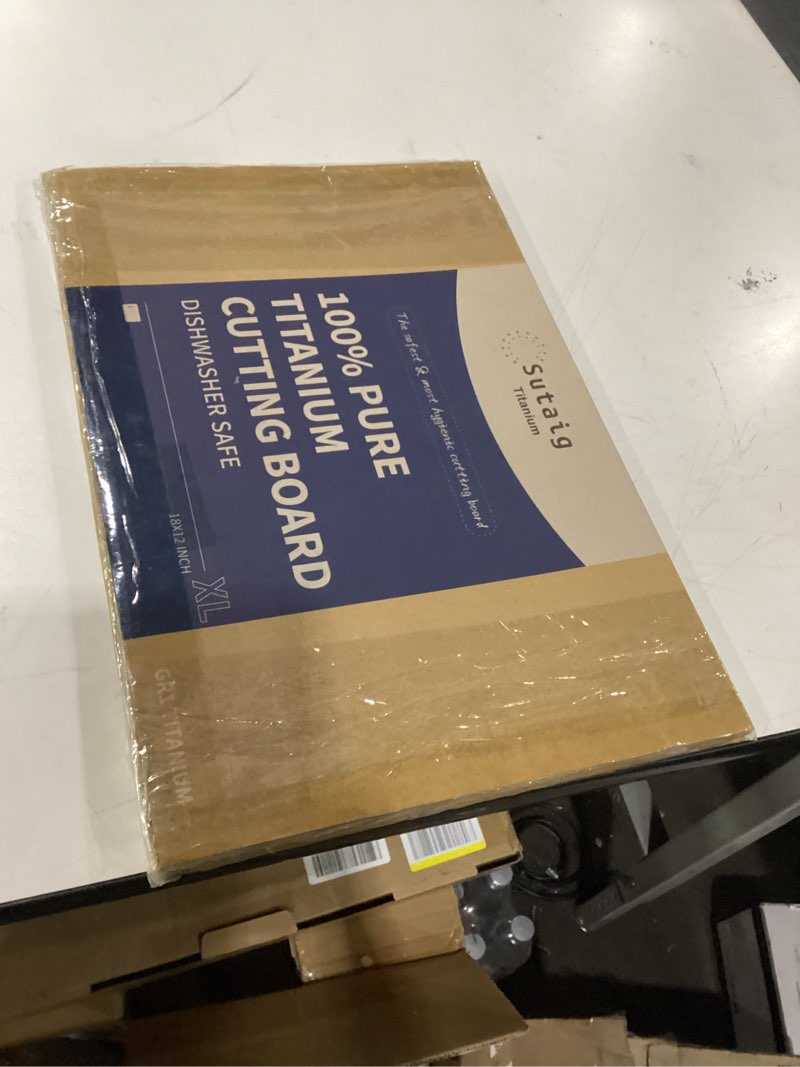 Sutaig
Titanium
The safest & most hygienic cutting board
100% PURE
TITANIUM
CUTTING BOARD
DISHWASHER SAFE
18X12 INCH
XL
TITANIUM